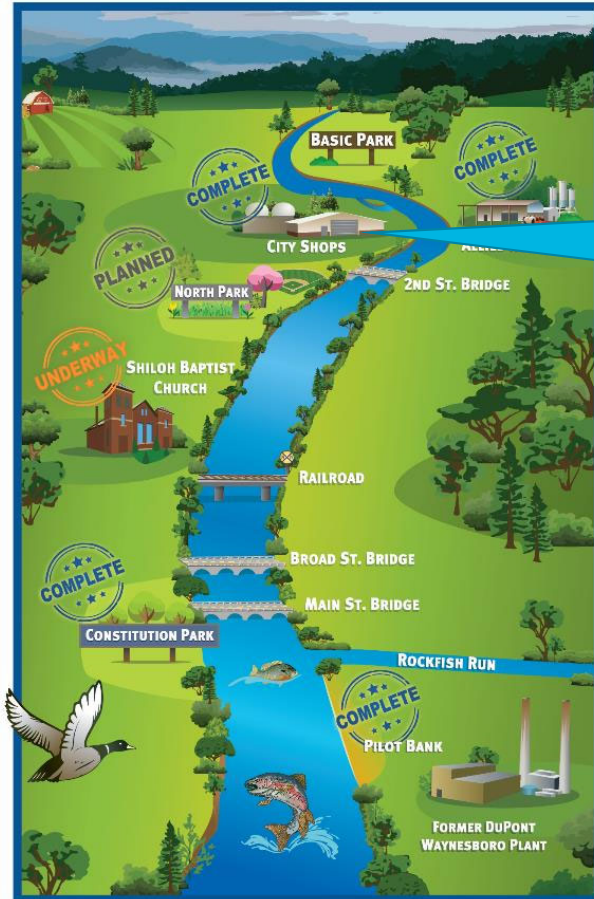 BASIC PARK
COMPLETE
COMPLETE
CITY SHOPS
2ND ST. BRIDGE
PLANNED
NORTH PARK
UNDERWAY
SHILOH BAPTIST
CHURCH
RAILROAD
BROAD ST. BRIDGE
COMPLETE
MAIN ST. BRIDGE
CONSTITUTION PARK
ROCKFISH RUN
COMPLETE
PILOT BANK
FORMER DUPONT
WAYNESBORO PLANT